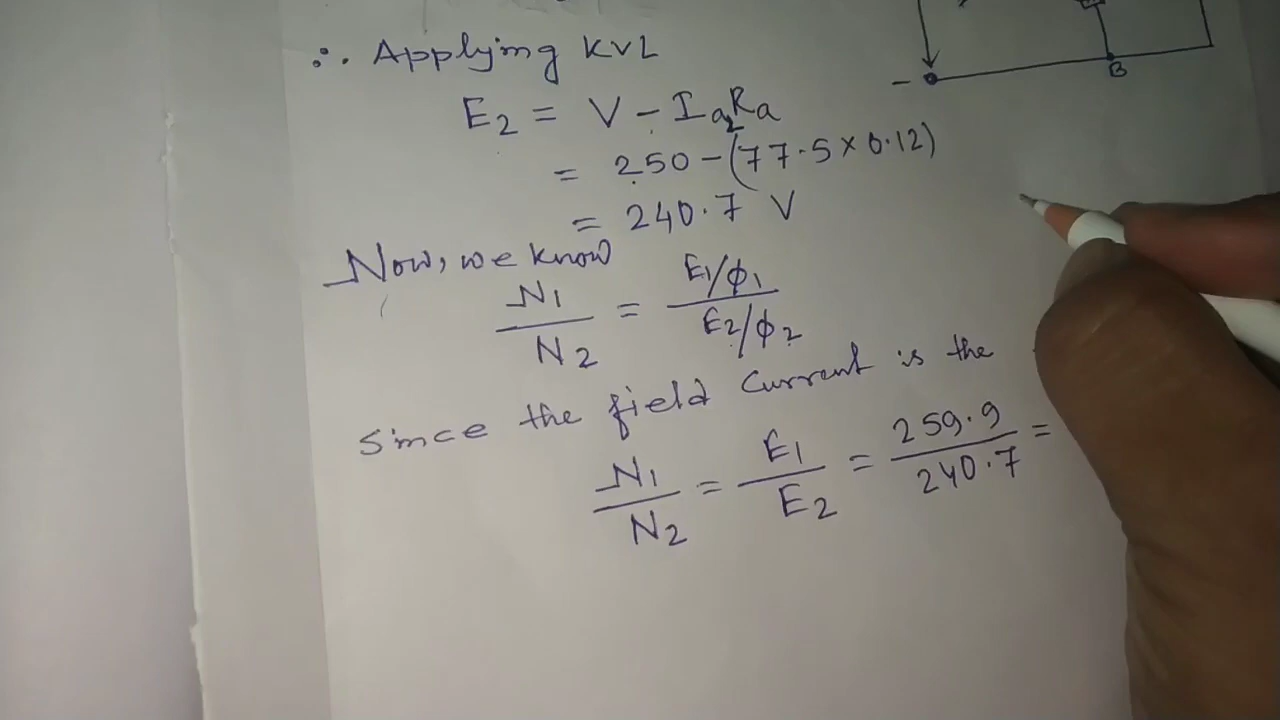 ∴ Applying KVL
- B
E₂ = V - Ia₂Ra
= 250 - (77.5 × 0.12)
= 240.7 V
Now, we know
N₁/N₂ = (E₁/ϕ₁)/(E₂/ϕ₂)
Since the field Current is the
N₁/N₂ = E₁/E₂ = 259.9/240.7 =